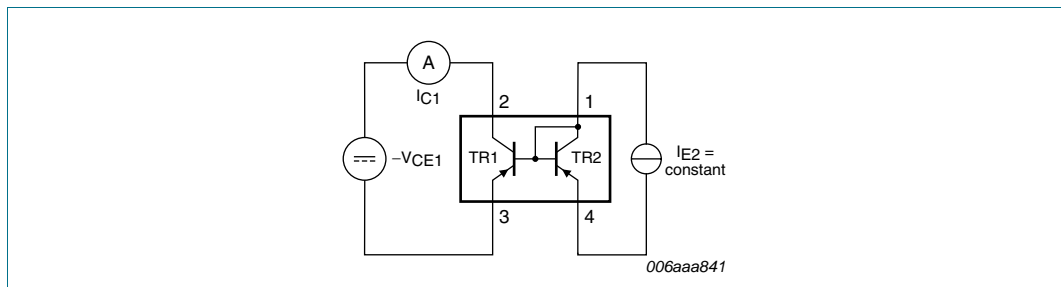 A
IC1
2
1
−VCE1
TR1
TR2
IE2 =
constant
3
4
006aaa841